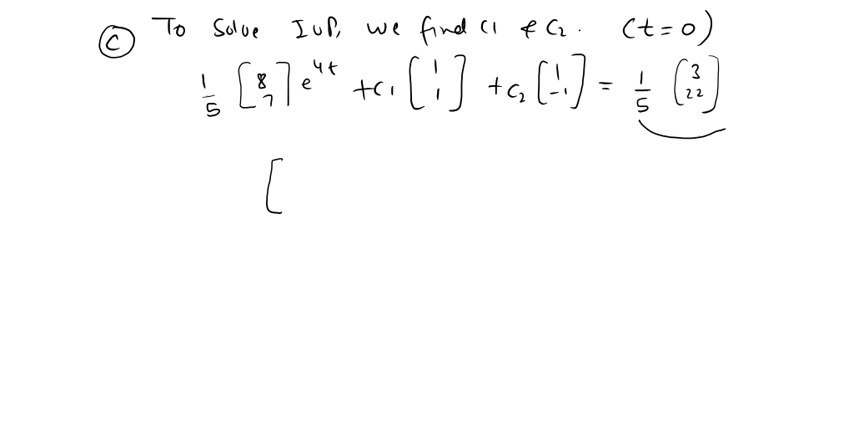 (c) To solve IVP, we find c1 & c2. (t=0)
1/5 [8 7] e^4t + c1 [1 1] + c2 [1 -1] = 1/5 (3 22)
[